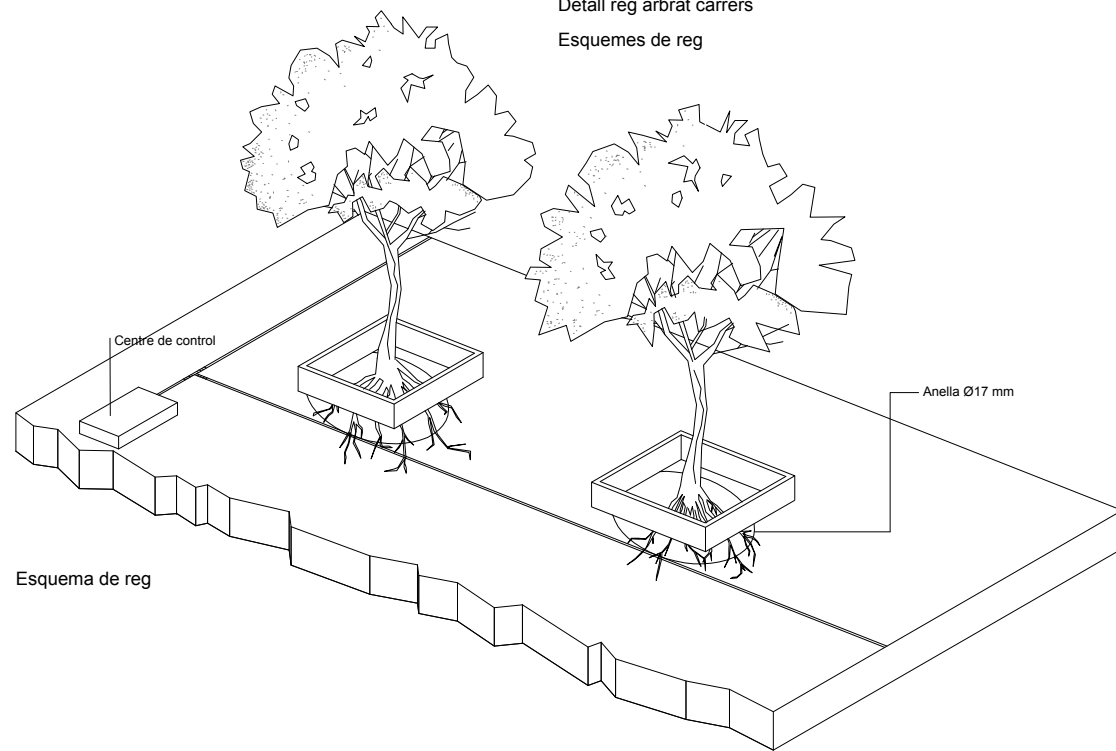 Detall reg arbrat carrers
Esquemes de reg
Centre de control
Anella Ø17 mm
Esquema de reg